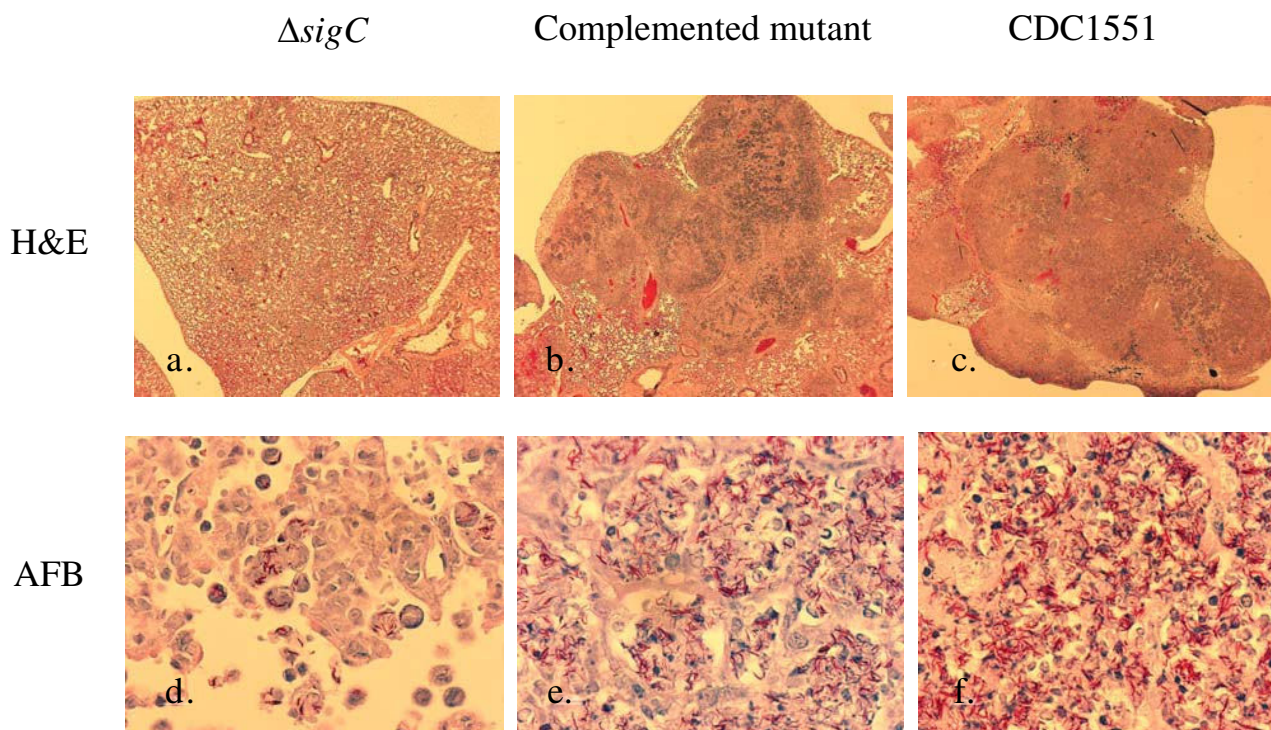 ΔsigC Complemented mutant CDC1551
H&E
a. b. c.
AFB
d. e. f.